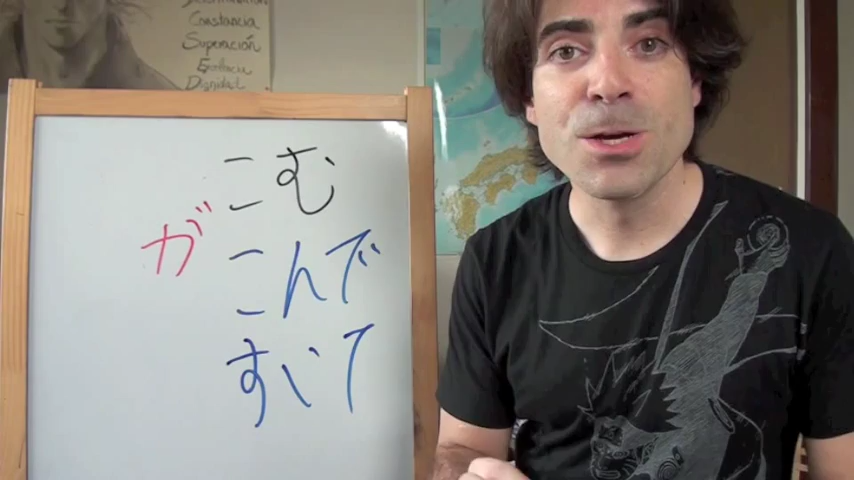 Constancia
Superación
Dignidad
こむ
が
こんで
すいて